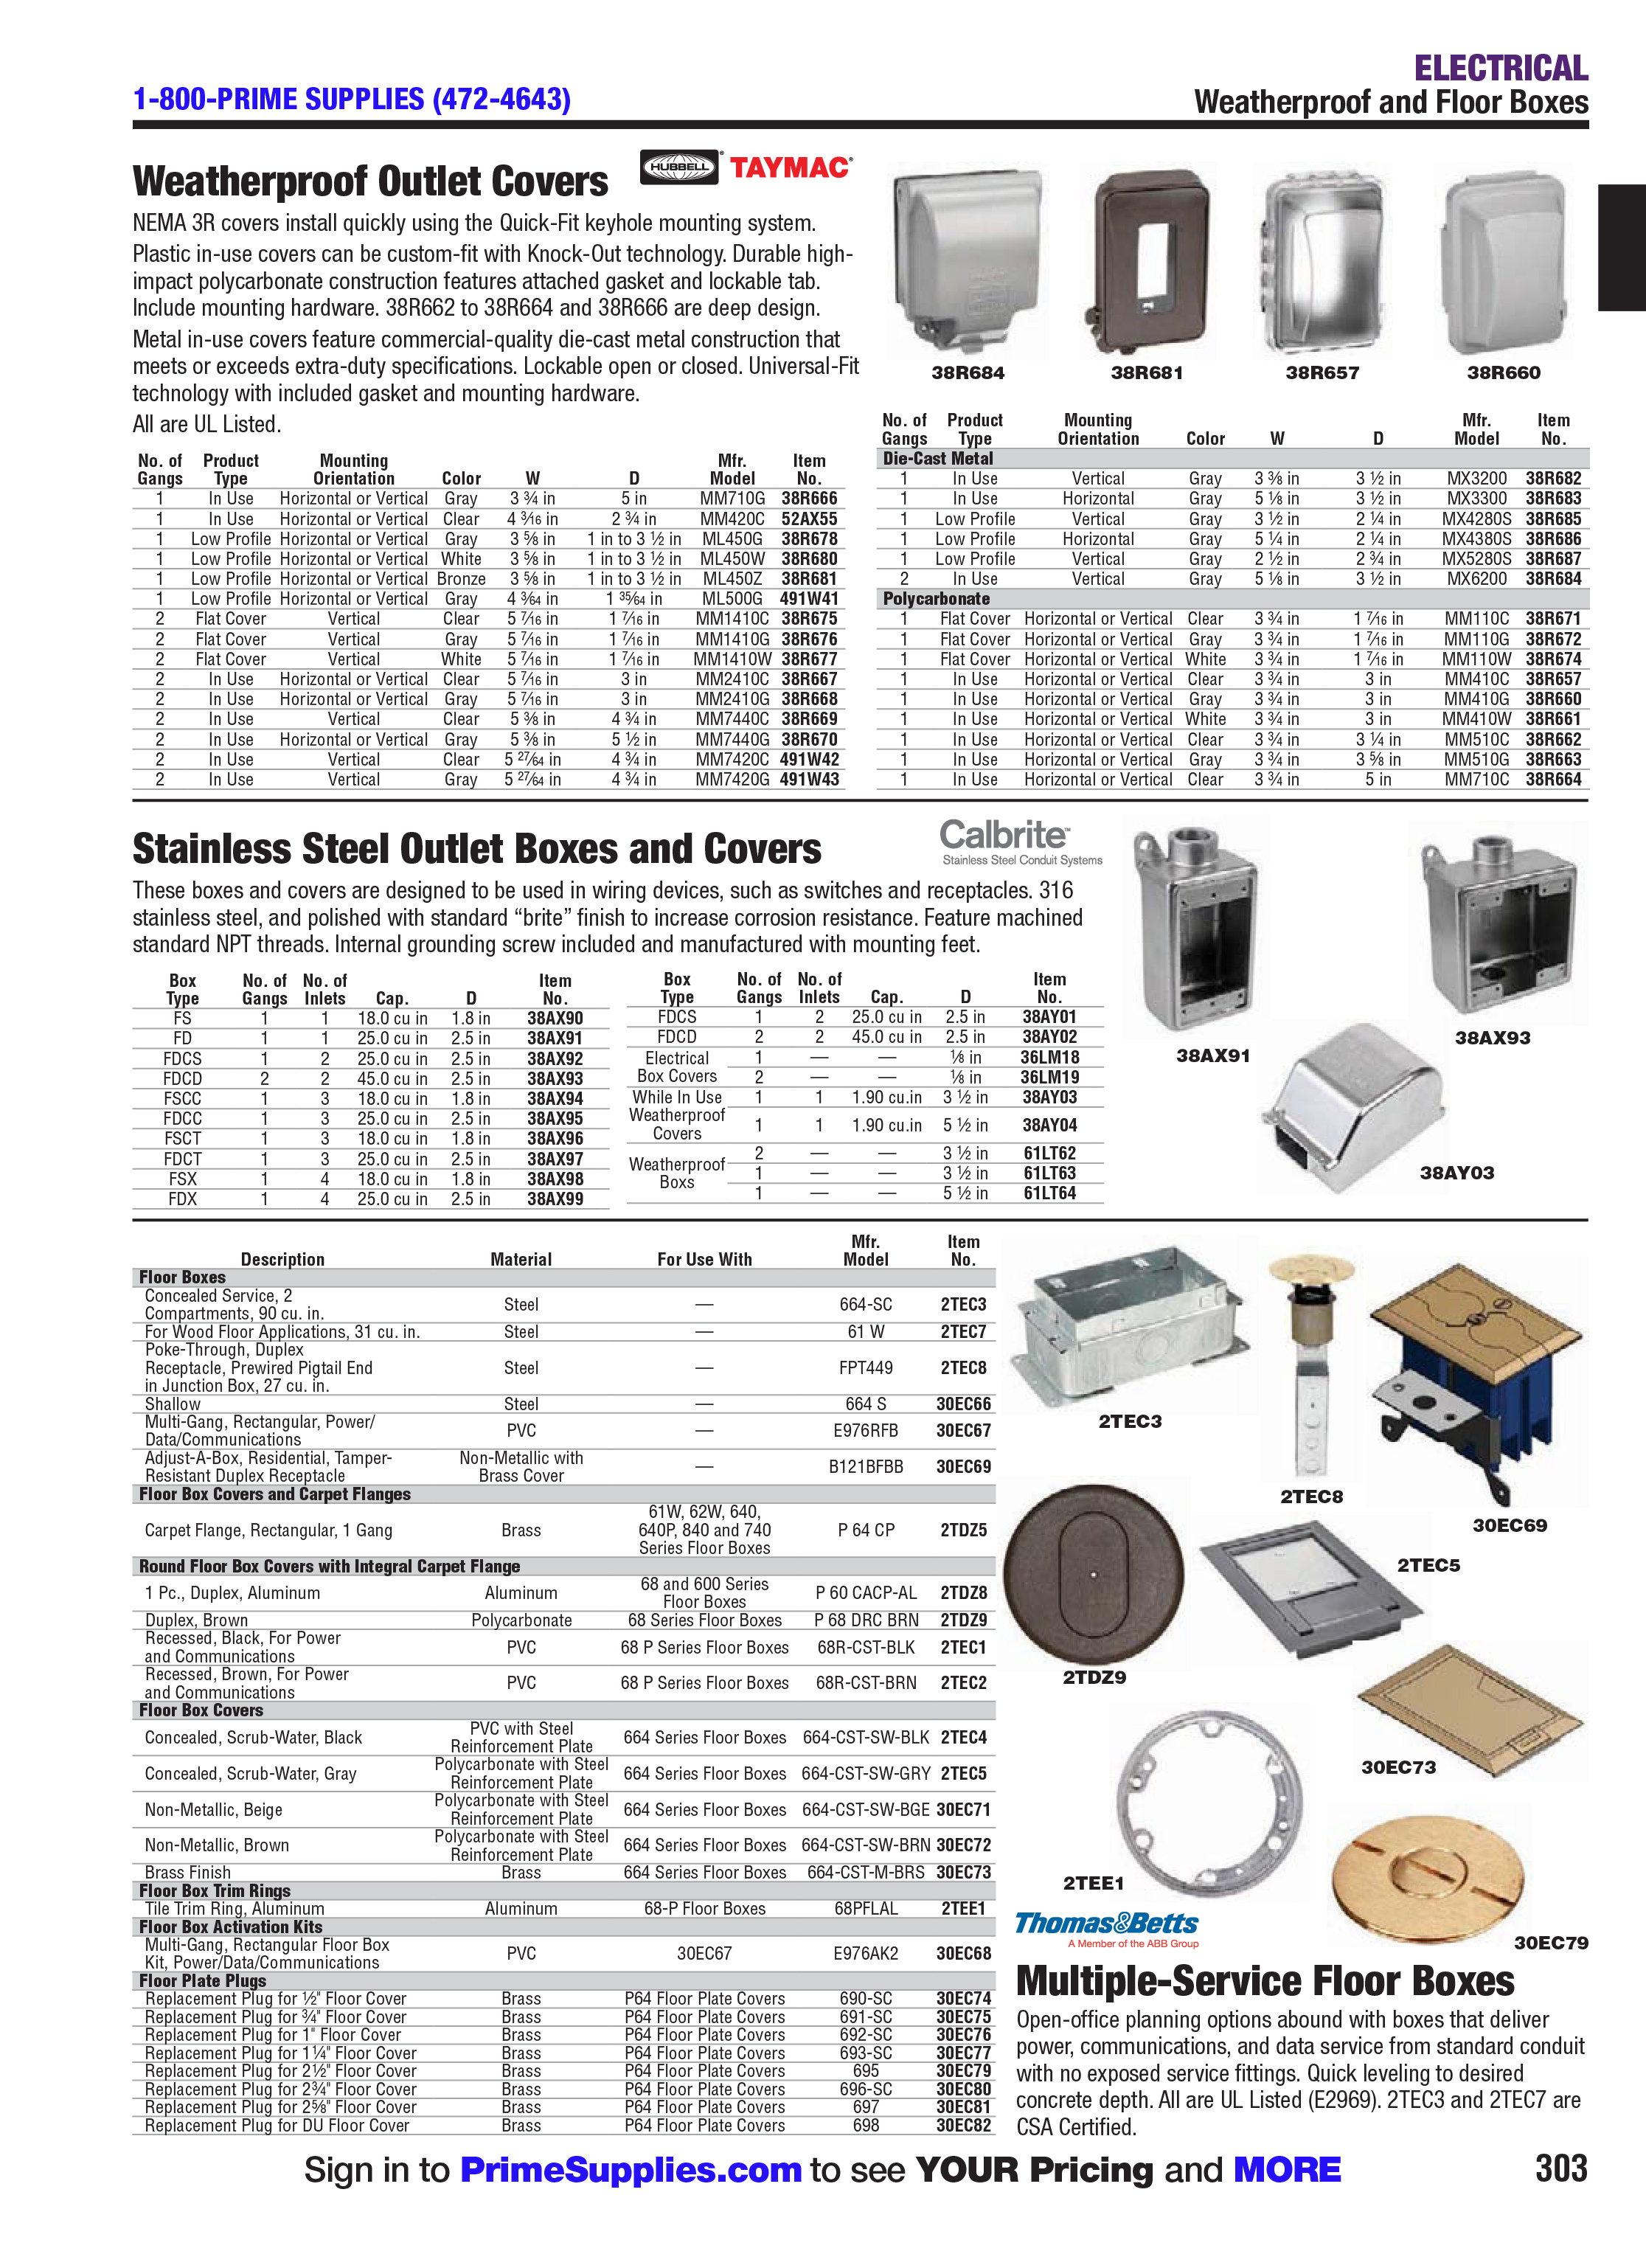 ELECTRICAL
1-800-PRIME SUPPLIES (472-4643)
Weatherproof and Floor Boxes
Weatherproof Outlet Covers
HUBBELL
TAYMAC
NEMA 3R covers install quickly using the Quick-Fit keyhole mounting system.
Plastic in-use covers can be custom-fit with Knock-Out technology. Durable high-
impact polycarbonate construction features attached gasket and lockable tab.
Include mounting hardware. 38R662 to 38R664 and 38R666 are deep design.
Metal in-use covers feature commercial-quality die-cast metal construction that
meets or exceeds extra-duty specifications. Lockable open or closed. Universal-Fit
technology with included gasket and mounting hardware.
All are UL Listed.
No. of Product Mounting Mfr. Item
Gangs Type Orientation Color W D Model No.
1 In Use Horizontal or Vertical Gray 3 ¾ in 5 in MM710G 38R666
1 In Use Horizontal or Vertical Clear 4 3⁄16 in 2 ¾ in MM420C 52AX55
1 Low Profile Horizontal or Vertical Gray 3 ⅝ in 1 in to 3 ½ in ML450G 38R678
1 Low Profile Horizontal or Vertical White 3 ⅝ in 1 in to 3 ½ in ML450W 38R680
1 Low Profile Horizontal or Vertical Bronze 3 ⅝ in 1 in to 3 ½ in ML450Z 38R681
1 Low Profile Horizontal or Vertical Gray 4 3⁄64 in 1 35⁄64 in ML500G 491W41
2 Flat Cover Vertical Clear 5 7⁄16 in 1 7⁄16 in MM1410C 38R675
2 Flat Cover Vertical Gray 5 7⁄16 in 1 7⁄16 in MM1410G 38R676
2 Flat Cover Vertical White 5 7⁄16 in 1 7⁄16 in MM1410W 38R677
2 In Use Horizontal or Vertical Clear 5 7⁄16 in 3 in MM2410C 38R667
2 In Use Horizontal or Vertical Gray 5 7⁄16 in 3 in MM2410G 38R668
2 In Use Vertical Clear 5 ⅜ in 4 ¾ in MM7440C 38R669
2 In Use Horizontal or Vertical Gray 5 ⅜ in 5 ½ in MM7440G 38R670
2 In Use Vertical Clear 5 27⁄64 in 4 ¾ in MM7420C 491W42
2 In Use Vertical Gray 5 27⁄64 in 4 ¾ in MM7420G 491W43
38R684 38R681 38R657 38R660
No. of Product Mounting Mfr. Item
Gangs Type Orientation Color W D Model No.
Die-Cast Metal
1 In Use Vertical Gray 3 ⅜ in 3 ½ in MX3200 38R682
1 In Use Horizontal Gray 5 ⅛ in 3 ½ in MX3300 38R683
1 Low Profile Vertical Gray 3 ½ in 2 ¼ in MX4280S 38R685
1 Low Profile Horizontal Gray 5 ¼ in 2 ¼ in MX4380S 38R686
1 Low Profile Vertical Gray 2 ½ in 2 ¾ in MX5280S 38R687
2 In Use Vertical Gray 5 ⅛ in 3 ½ in MX6200 38R684
Polycarbonate
1 Flat Cover Horizontal or Vertical Clear 3 ¾ in 1 7⁄16 in MM110C 38R671
1 Flat Cover Horizontal or Vertical Gray 3 ¾ in 1 7⁄16 in MM110G 38R672
1 Flat Cover Horizontal or Vertical White 3 ¾ in 1 7⁄16 in MM110W 38R674
1 In Use Horizontal or Vertical Clear 3 ¾ in 3 in MM410C 38R657
1 In Use Horizontal or Vertical Gray 3 ¾ in 3 in MM410G 38R660
1 In Use Horizontal or Vertical White 3 ¾ in 3 in MM410W 38R661
1 In Use Horizontal or Vertical Clear 3 ¾ in 3 ¼ in MM510C 38R662
1 In Use Horizontal or Vertical Gray 3 ¾ in 3 ⅝ in MM510G 38R663
1 In Use Horizontal or Vertical Clear 3 ¾ in 5 in MM710C 38R664
Stainless Steel Outlet Boxes and Covers
Calbrite™
Stainless Steel Conduit Systems
These boxes and covers are designed to be used in wiring devices, such as switches and receptacles. 316
stainless steel, and polished with standard “brite” finish to increase corrosion resistance. Feature machined
standard NPT threads. Internal grounding screw included and manufactured with mounting feet.
Box No. of No. of Item
Type Gangs Inlets Cap. D No.
FS 1 1 18.0 cu in 1.8 in 38AX90
FD 1 1 25.0 cu in 2.5 in 38AX91
FDCS 1 2 25.0 cu in 2.5 in 38AX92
FDCD 2 2 45.0 cu in 2.5 in 38AX93
FSCC 1 3 18.0 cu in 1.8 in 38AX94
FDCC 1 3 25.0 cu in 2.5 in 38AX95
FSCT 1 3 18.0 cu in 1.8 in 38AX96
FDCT 1 3 25.0 cu in 2.5 in 38AX97
FSX 1 4 18.0 cu in 1.8 in 38AX98
FDX 1 4 25.0 cu in 2.5 in 38AX99
Box No. of No. of Item
Type Gangs Inlets Cap. D No.
FDCS 1 2 25.0 cu in 2.5 in 38AY01
FDCD 2 2 45.0 cu in 2.5 in 38AY02
Electrical 1 — — ⅛ in 36LM18
Box Covers 2 — — ⅛ in 36LM19
While In Use 1 1 1.90 cu.in 3 ½ in 38AY03
Weatherproof
Covers 1 1 1.90 cu.in 5 ½ in 38AY04
2 — — 3 ½ in 61LT62
Weatherproof 1 — — 3 ½ in 61LT63
Boxs 1 — — 5 ½ in 61LT64
38AX91
38AX93
38AY03
Mfr. Item
Description Material For Use With Model No.
Floor Boxes
Concealed Service, 2
Compartments, 90 cu. in. Steel — 664-SC 2TEC3
For Wood Floor Applications, 31 cu. in. Steel — 61 W 2TEC7
Poke-Through, Duplex
Receptacle, Prewired Pigtail End Steel — FPT449 2TEC8
in Junction Box, 27 cu. in.
Shallow Steel — 664 S 30EC66
Multi-Gang, Rectangular, Power/
Data/Communications PVC — E976RFB 30EC67
Adjust-A-Box, Residential, Tamper- Non-Metallic with
Resistant Duplex Receptacle Brass Cover — B121BFBB 30EC69
Floor Box Covers and Carpet Flanges
61W, 62W, 640,
Carpet Flange, Rectangular, 1 Gang Brass 640P, 840 and 740 P 64 CP 2TDZ5
Series Floor Boxes
Round Floor Box Covers with Integral Carpet Flange
1 Pc., Duplex, Aluminum Aluminum 68 and 600 Series P 60 CACP-AL 2TDZ8
Floor Boxes
Duplex, Brown Polycarbonate 68 Series Floor Boxes P 68 DRC BRN 2TDZ9
Recessed, Black, For Power
and Communications PVC 68 P Series Floor Boxes 68R-CST-BLK 2TEC1
Recessed, Brown, For Power
and Communications PVC 68 P Series Floor Boxes 68R-CST-BRN 2TEC2
Floor Box Covers
Concealed, Scrub-Water, Black PVC with Steel 664 Series Floor Boxes 664-CST-SW-BLK 2TEC4
Reinforcement Plate
Concealed, Scrub-Water, Gray Polycarbonate with Steel 664 Series Floor Boxes 664-CST-SW-GRY 2TEC5
Reinforcement Plate
Non-Metallic, Beige Polycarbonate with Steel 664 Series Floor Boxes 664-CST-SW-BGE 30EC71
Reinforcement Plate
Non-Metallic, Brown Polycarbonate with Steel 664 Series Floor Boxes 664-CST-SW-BRN 30EC72
Reinforcement Plate
Brass Finish Brass 664 Series Floor Boxes 664-CST-M-BRS 30EC73
Floor Box Trim Rings
Tile Trim Ring, Aluminum Aluminum 68-P Floor Boxes 68PFLAL 2TEE1
Floor Box Activation Kits
Multi-Gang, Rectangular Floor Box
Kit, Power/Data/Communications PVC 30EC67 E976AK2 30EC68
Floor Plate Plugs
Replacement Plug for ½" Floor Cover Brass P64 Floor Plate Covers 690-SC 30EC74
Replacement Plug for ¾" Floor Cover Brass P64 Floor Plate Covers 691-SC 30EC75
Replacement Plug for 1" Floor Cover Brass P64 Floor Plate Covers 692-SC 30EC76
Replacement Plug for 1¼" Floor Cover Brass P64 Floor Plate Covers 693-SC 30EC77
Replacement Plug for 2½" Floor Cover Brass P64 Floor Plate Covers 695 30EC79
Replacement Plug for 2¾" Floor Cover Brass P64 Floor Plate Covers 696-SC 30EC80
Replacement Plug for 2⅝" Floor Cover Brass P64 Floor Plate Covers 697 30EC81
Replacement Plug for DU Floor Cover Brass P64 Floor Plate Covers 698 30EC82
2TEC3
2TEC8
30EC69
2TEC5
2TDZ9
30EC73
2TEE1
30EC79
Thomas&Betts
A Member of the ABB Group
Multiple-Service Floor Boxes
Open-office planning options abound with boxes that deliver
power, communications, and data service from standard conduit
with no exposed service fittings. Quick leveling to desired
concrete depth. All are UL Listed (E2969). 2TEC3 and 2TEC7 are
CSA Certified.
Sign in to PrimeSupplies.com to see YOUR Pricing and MORE
303